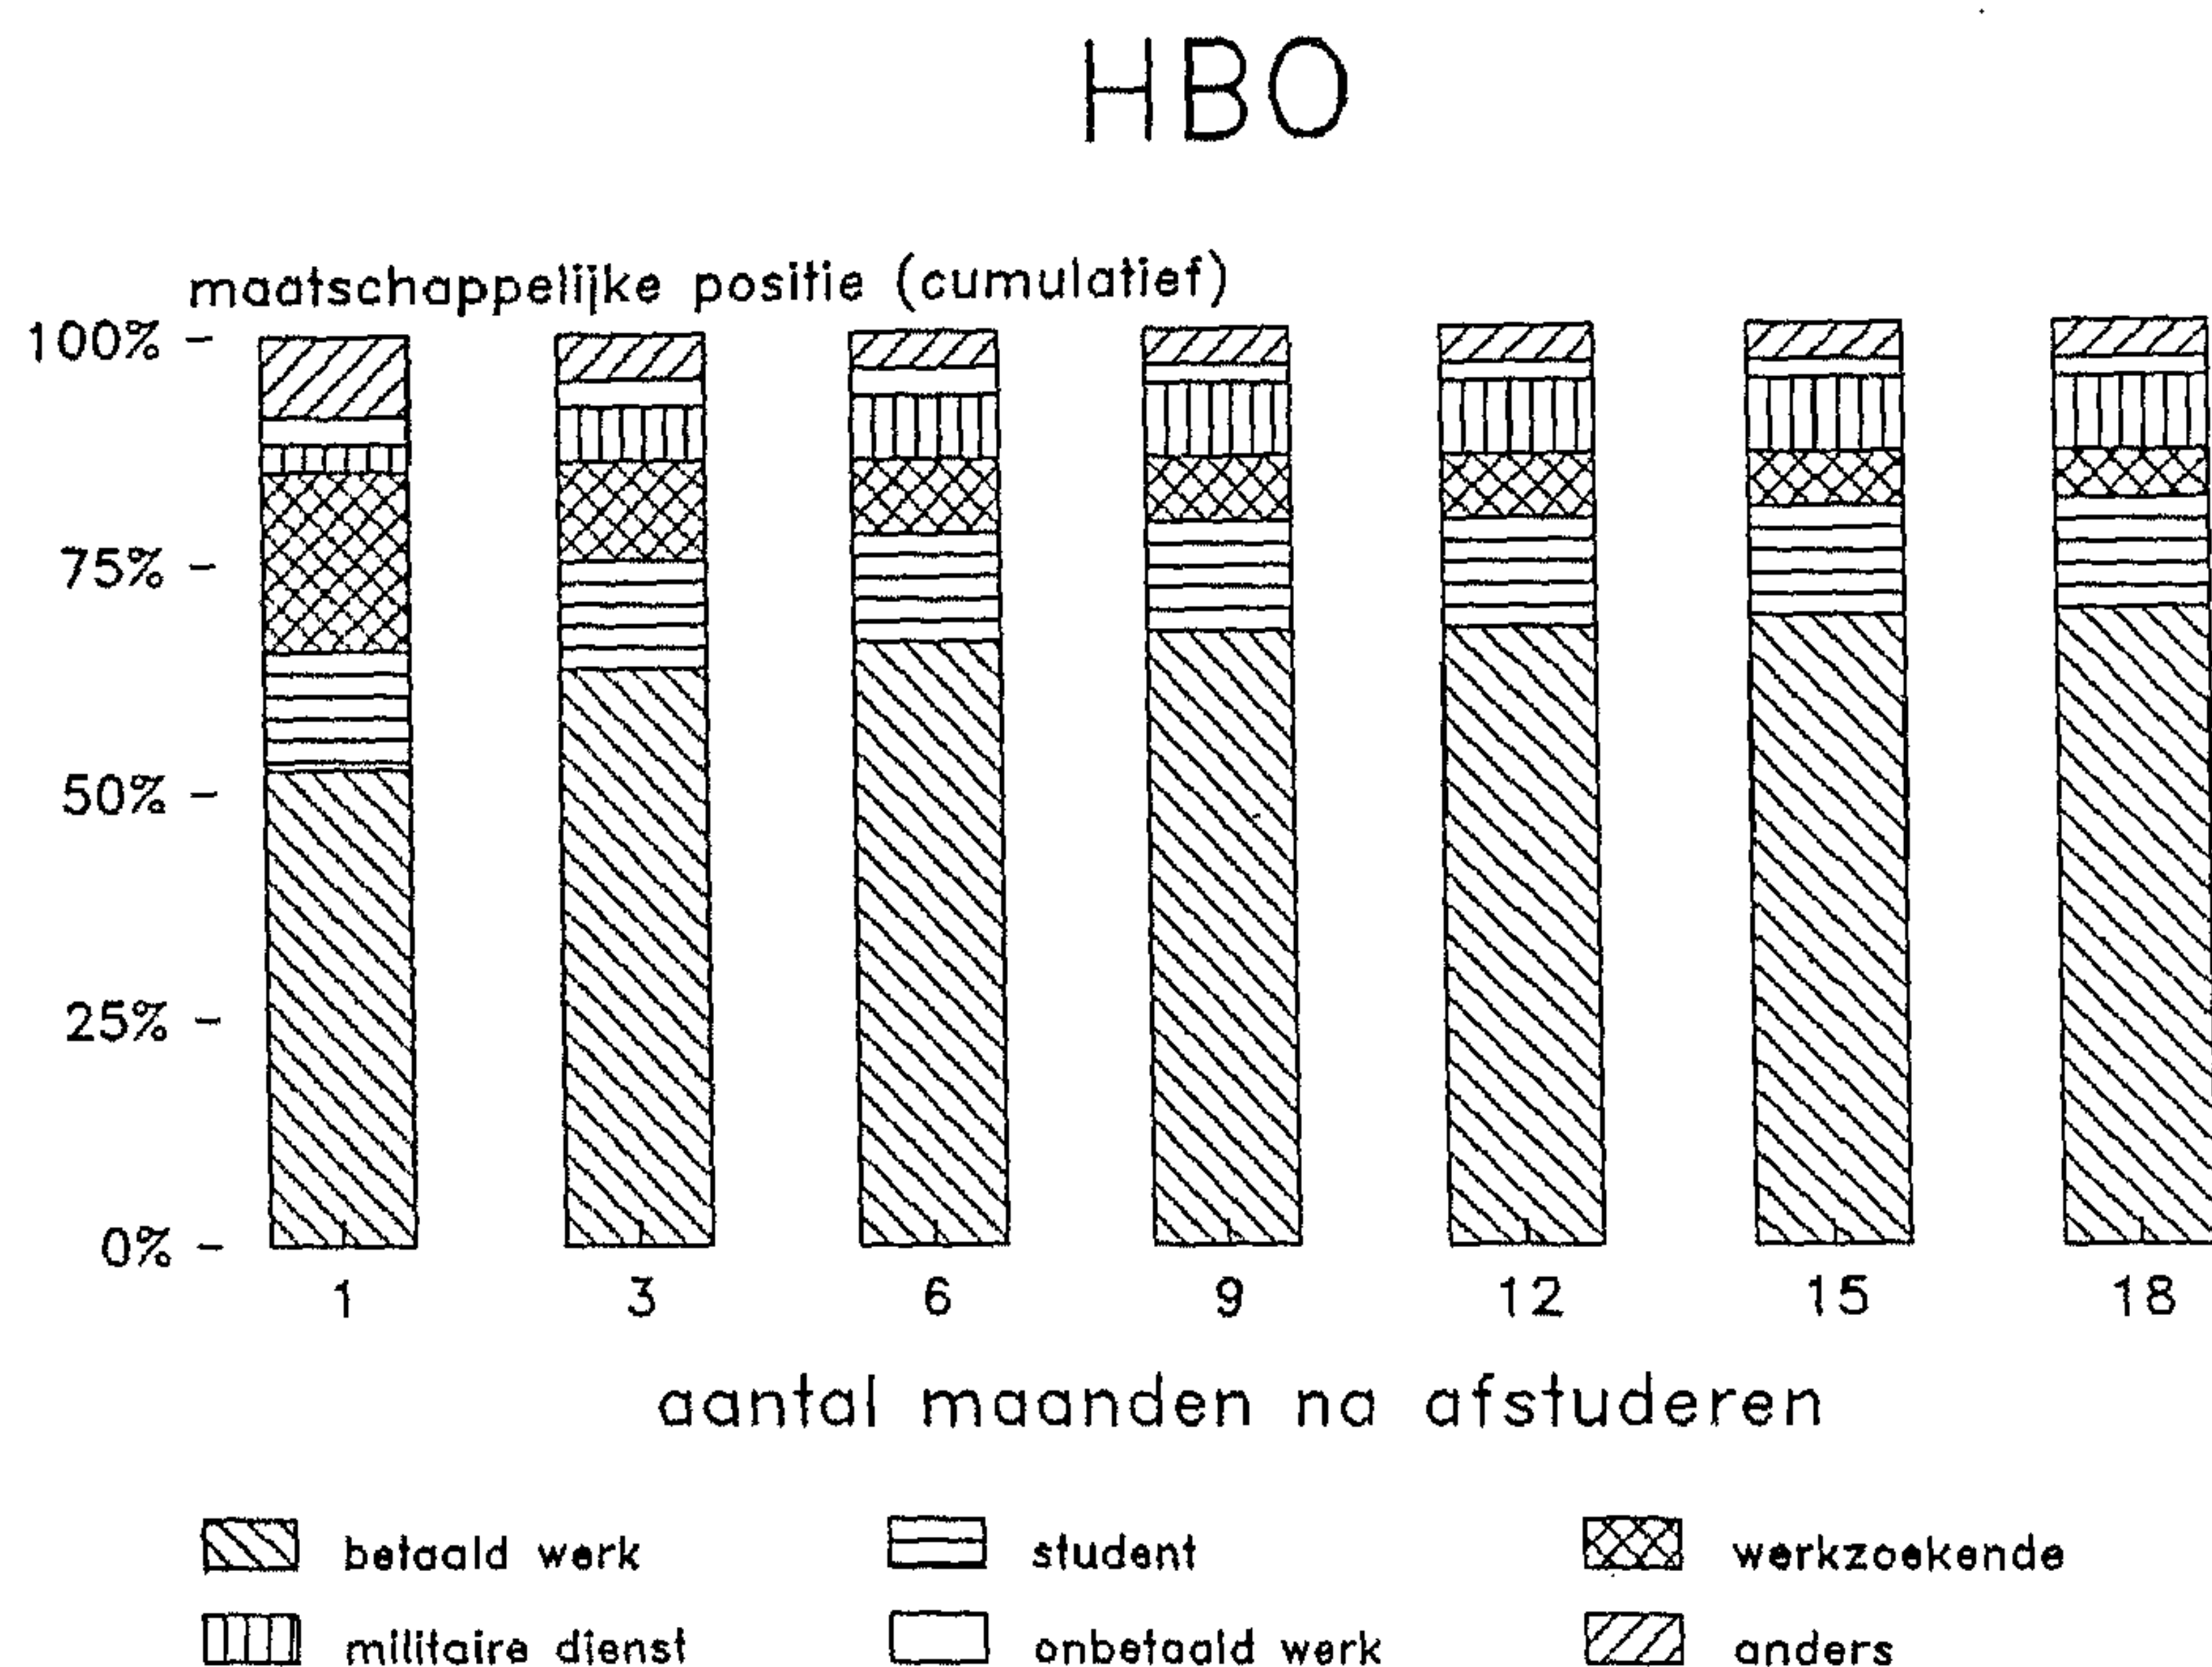 HBO
maatschappelijke positie (cumulatief)
100%
75%
50%
25%
0%
1 3 6 9 12 15 18
aantal maanden na afstuderen
betaald werk student werkzoekende
militaire dienst onbetaald werk anders